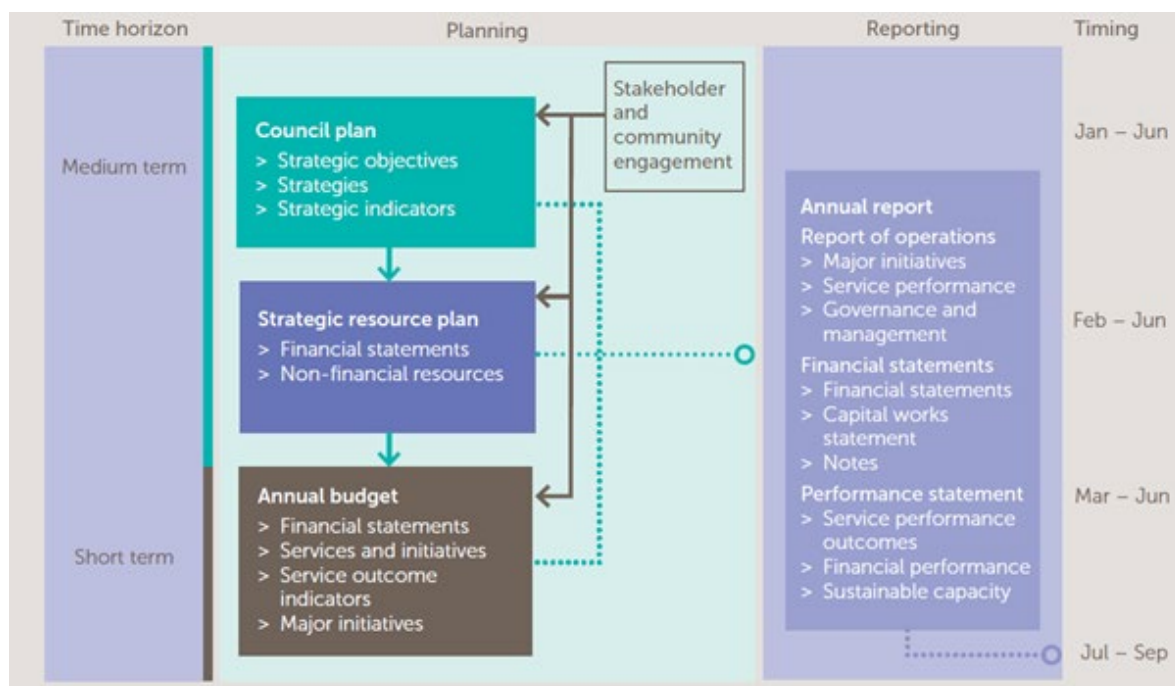 Time horizon
Planning
Reporting
Timing
Medium term
Short term
Council plan
> Strategic objectives
> Strategies
> Strategic indicators
Strategic resource plan
> Financial statements
> Non-financial resources
Annual budget
> Financial statements
> Services and initiatives
> Service outcome
indicators
> Major initiatives
Stakeholder
and
community
engagement
Annual report
Report of operations
> Major initiatives
> Service performance
> Governance and
management
Financial statements
> Financial statements
> Capital works
statement
> Notes
Performance statement
> Service performance
outcomes
> Financial performance
> Sustainable capacity
Jan – Jun
Feb – Jun
Mar – Jun
Jul – Sep